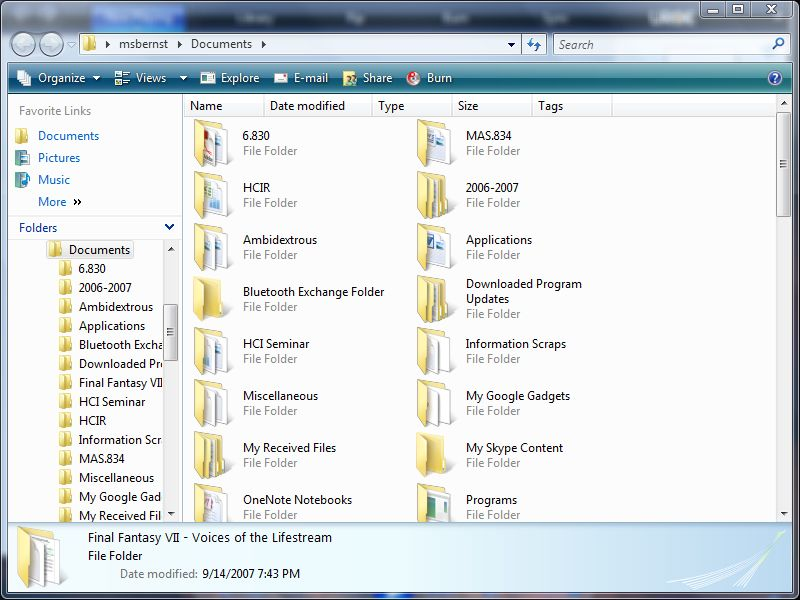 msbernst
Documents
Search
Organize
Views
Explore
E-mail
Share
Burn
Favorite Links
Documents
Pictures
Music
More »
Folders
Documents
6.830
2006-2007
Ambidextrous
Applications
Bluetooth Excha
Downloaded Pr
Final Fantasy VII
HCI Seminar
HCIR
Information Scr
MAS.834
Miscellaneous
My Google Gad
My Received Fil
Name Date modified Type Size Tags
6.830
File Folder
MAS.834
File Folder
HCIR
File Folder
2006-2007
File Folder
Ambidextrous
File Folder
Applications
File Folder
Bluetooth Exchange Folder
File Folder
Downloaded Program
Updates
File Folder
HCI Seminar
File Folder
Information Scraps
File Folder
Miscellaneous
File Folder
My Google Gadgets
File Folder
My Received Files
File Folder
My Skype Content
File Folder
OneNote Notebooks
File Folder
Programs
File Folder
Final Fantasy VII - Voices of the Lifestream
File Folder
Date modified: 9/14/2007 7:43 PM